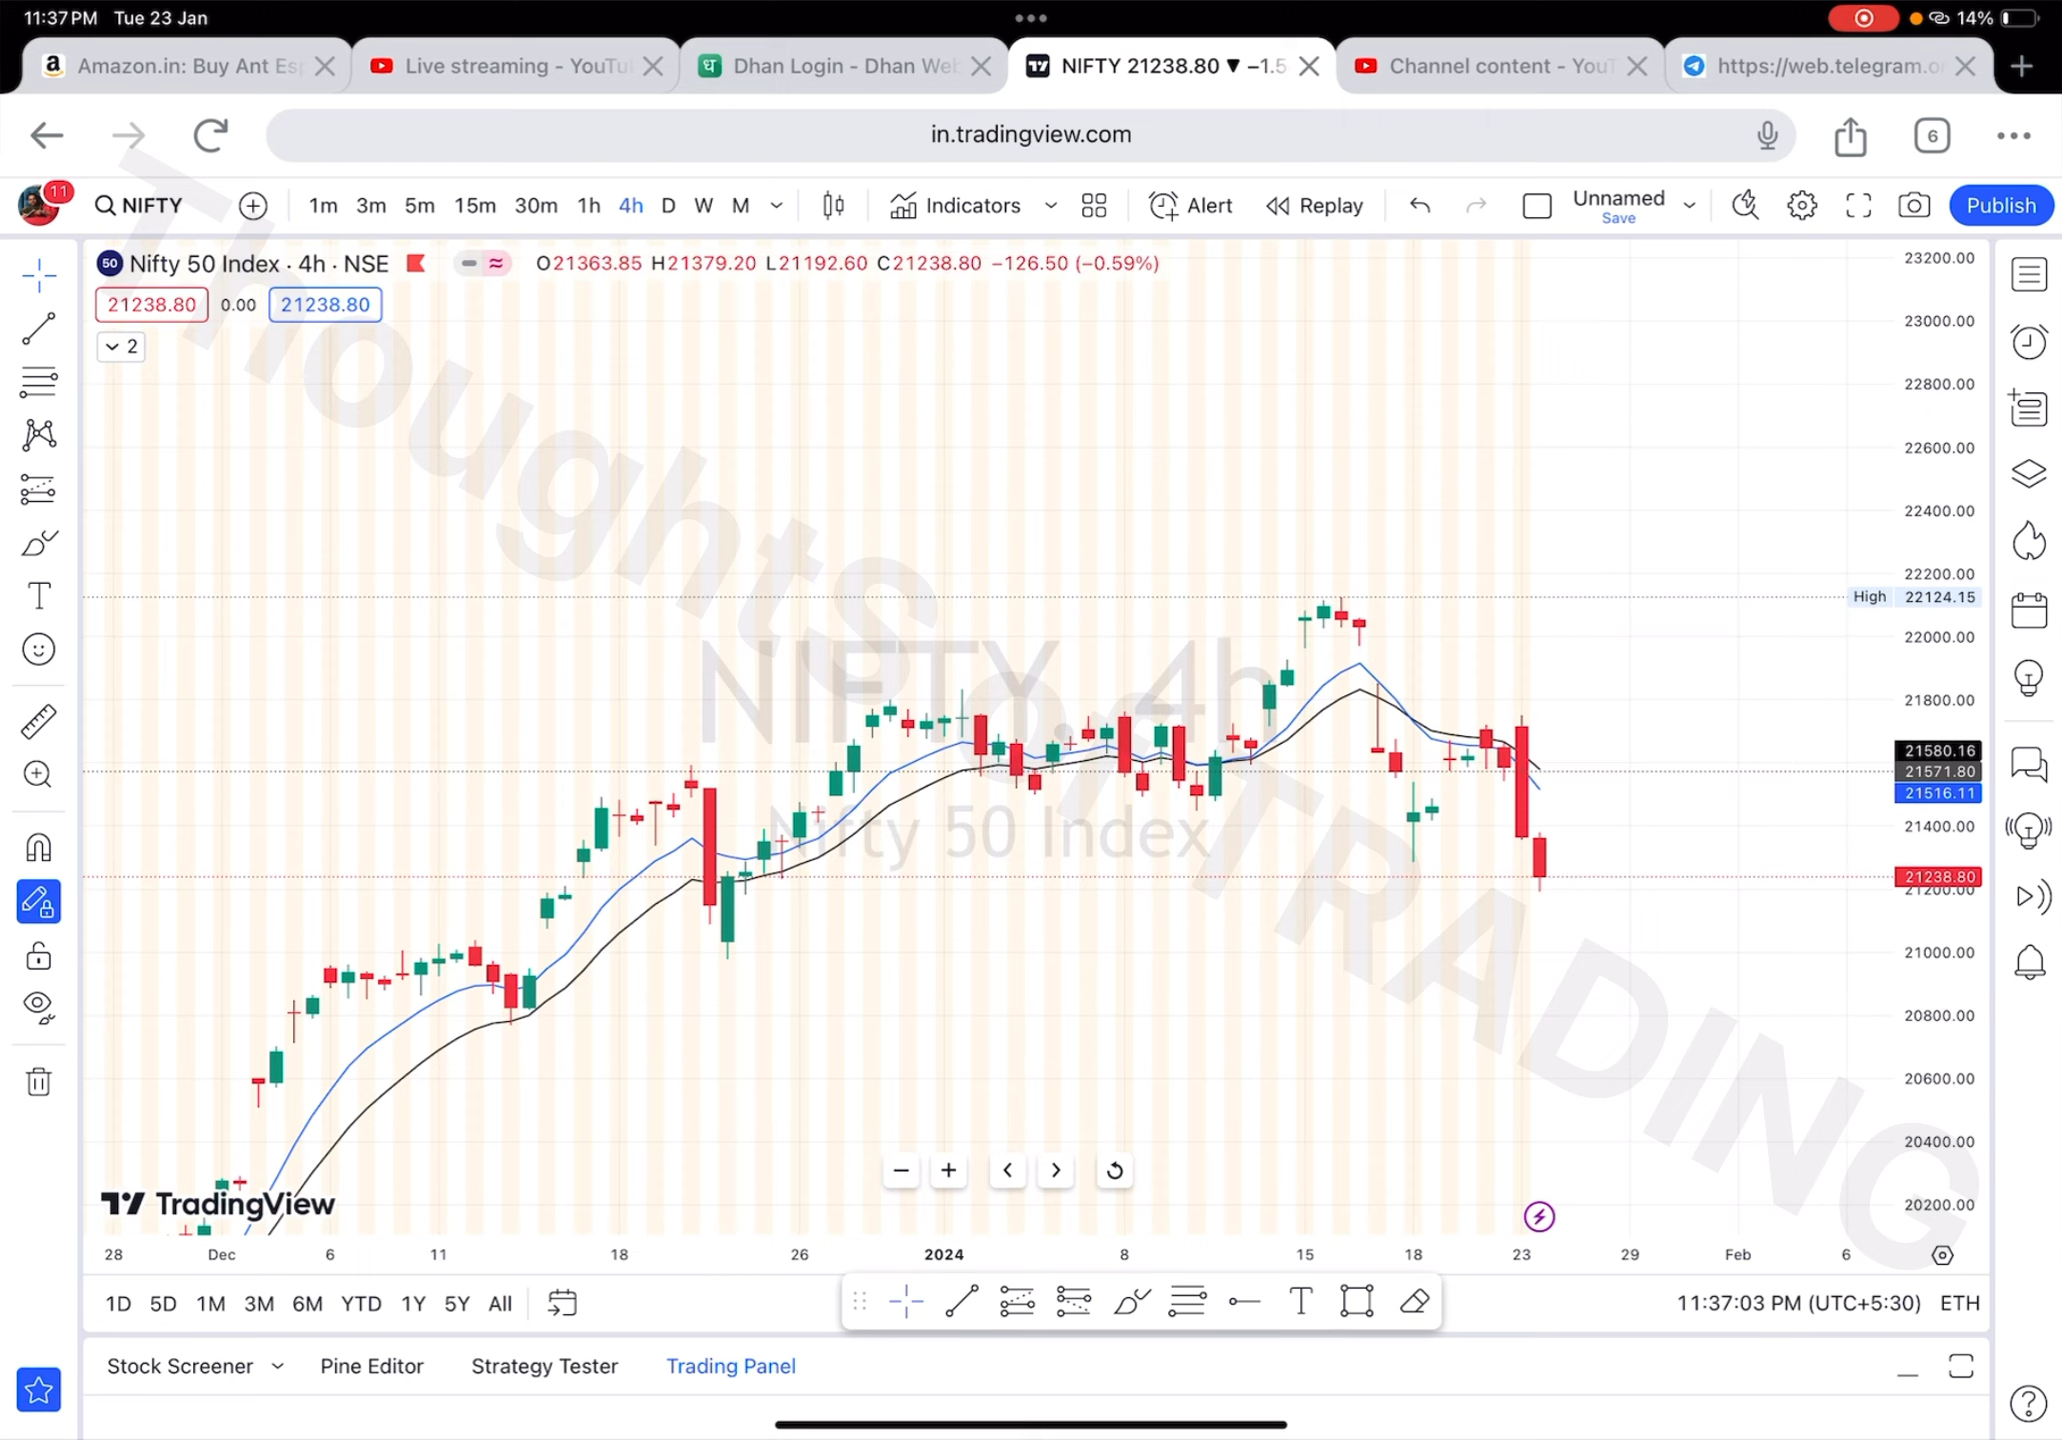 11:37 PM Tue 23 Jan
14%
Amazon.in: Buy Ant Es
Live streaming - YouTu
Dhan Login - Dhan We
NIFTY 21238.80 ▼ −1.5
Channel content - YouT
https://web.telegram.o
in.tradingview.com
6
11
NIFTY
1m 3m 5m 15m 30m 1h 4h D W M
Indicators
Alert
Replay
Unnamed
Save
Publish
50 Nifty 50 Index · 4h · NSE
O21363.85 H21379.20 L21192.60 C21238.80 −126.50 (−0.59%)
21238.80 0.00 21238.80
2
ThoughtS of TRADING
NIFTY, 4h
Nifty 50 Index
23200.00
23000.00
22800.00
22600.00
22400.00
22200.00
High 22124.15
22000.00
21800.00
21580.16
21571.80
21516.11
21400.00
21238.80
21200.00
21000.00
20800.00
20600.00
20400.00
20200.00
TradingView
28 Dec 6 11 18 26 2024 8 15 18 23 29 Feb 6
1D 5D 1M 3M 6M YTD 1Y 5Y All
11:37:03 PM (UTC+5:30) ETH
Stock Screener Pine Editor Strategy Tester Trading Panel